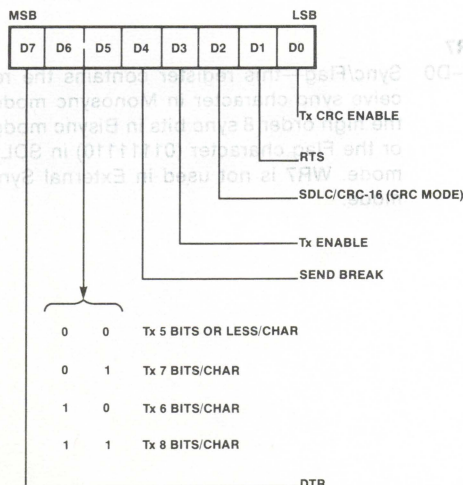 MSB LSB
D7 D6 D5 D4 D3 D2 D1 D0
Tx CRC ENABLE
RTS
SDLC/CRC-16 (CRC MODE)
Tx ENABLE
SEND BREAK
0 0 Tx 5 BITS OR LESS/CHAR
0 1 Tx 7 BITS/CHAR
1 0 Tx 6 BITS/CHAR
1 1 Tx 8 BITS/CHAR
DTR